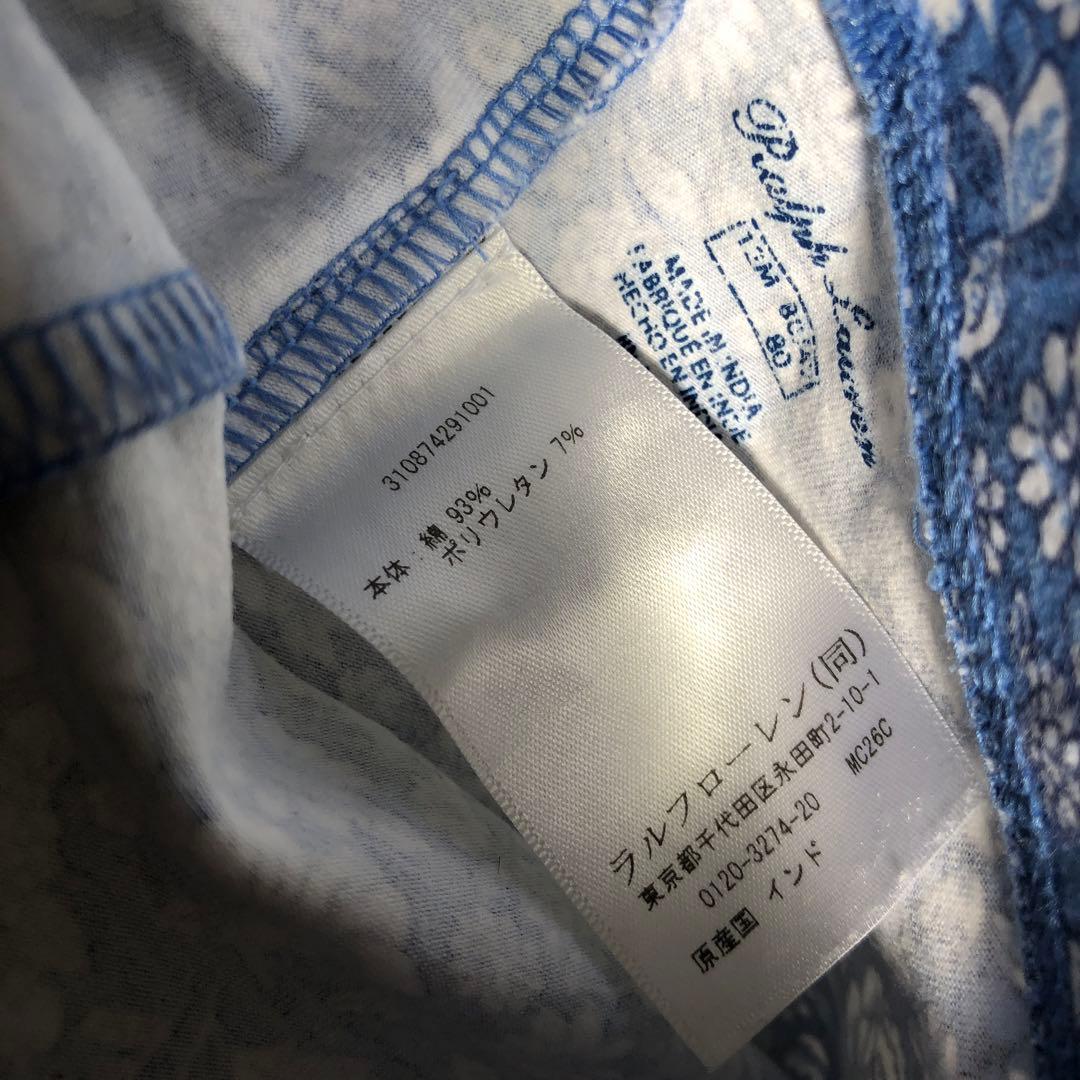 Ralph Lauren
12M
80
MADE IN INDIA
FABRIQUÉ EN INDE
HECHO EN INDIA
310874291001
本体:綿 93%
ポリウレタン 7%
ラルフローレン(同)
東京都千代田区永田町2-10-1
0120-3274-20
MC26C
原産国 インド